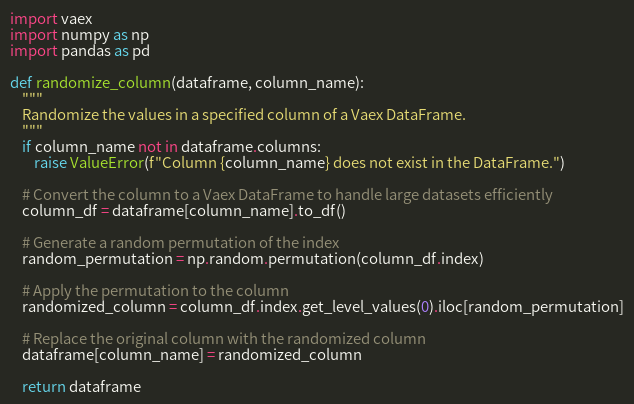 import vaex
import numpy as np
import pandas as pd
def randomize_column(dataframe, column_name):
"""
Randomize the values in a specified column of a Vaex DataFrame.
"""
if column_name not in dataframe.columns:
raise ValueError(f"Column {column_name} does not exist in the DataFrame.")
# Convert the column to a Vaex DataFrame to handle large datasets efficiently
column_df = dataframe[column_name].to_df()
# Generate a random permutation of the index
random_permutation = np.random.permutation(column_df.index)
# Apply the permutation to the column
randomized_column = column_df.index.get_level_values(0).iloc[random_permutation]
# Replace the original column with the randomized column
dataframe[column_name] = randomized_column
return dataframe